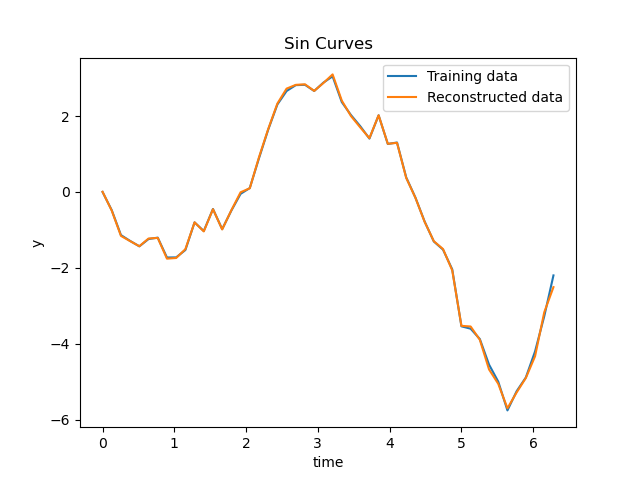 Sin Curves
Training data
Reconstructed data
2
0
−2
−4
−6
y
0 1 2 3 4 5 6
time